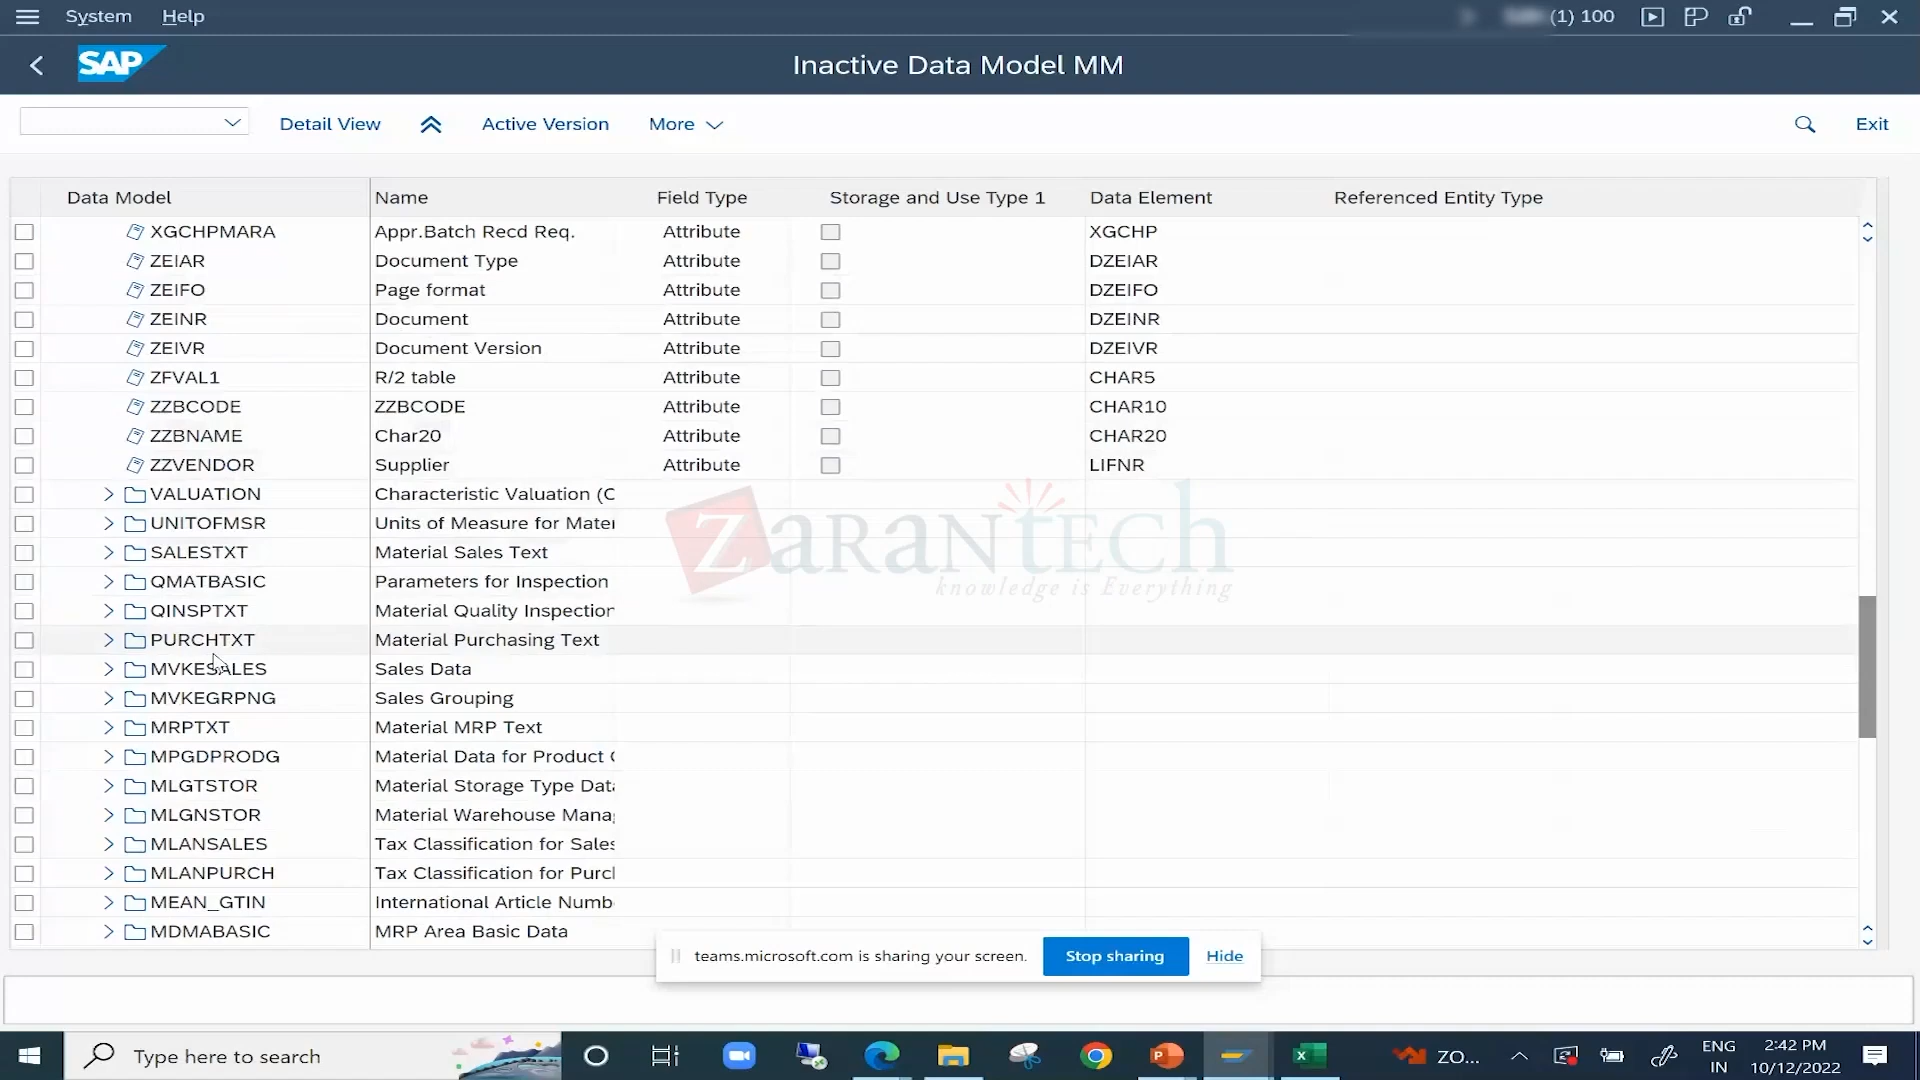 System Help (1) 100
SAP Inactive Data Model MM
Detail View Active Version More Exit
Data Model Name Field Type Storage and Use Type 1 Data Element Referenced Entity Type
XGCHPMARA Appr.Batch Recd Req. Attribute XGCHP
ZEIAR Document Type Attribute DZEIAR
ZEIFO Page format Attribute DZEIFO
ZEINR Document Attribute DZEINR
ZEIVR Document Version Attribute DZEIVR
ZFVAL1 R/2 table Attribute CHAR5
ZZBCODE ZZBCODE Attribute CHAR10
ZZBNAME Char20 Attribute CHAR20
ZZVENDOR Supplier Attribute LIFNR
VALUATION Characteristic Valuation (C
UNITOFMSR Units of Measure for Mater
SALESTXT Material Sales Text
QMATBASIC Parameters for Inspection
QINSPTXT Material Quality Inspection
PURCHTXT Material Purchasing Text
MVKESALES Sales Data
MVKEGRPNG Sales Grouping
MRPTXT Material MRP Text
MPGDPRODG Material Data for Product
MLGTSTOR Material Storage Type Data
MLGNSTOR Material Warehouse Mana
MLANSALES Tax Classification for Sales
MLANPURCH Tax Classification for Purch
MEAN_GTIN International Article Numb
MDMABASIC MRP Area Basic Data
ZaranTech
knowledge is Everything
teams.microsoft.com is sharing your screen. Stop sharing Hide
Type here to search ZO... ENG 2:42 PM
IN 10/12/2022